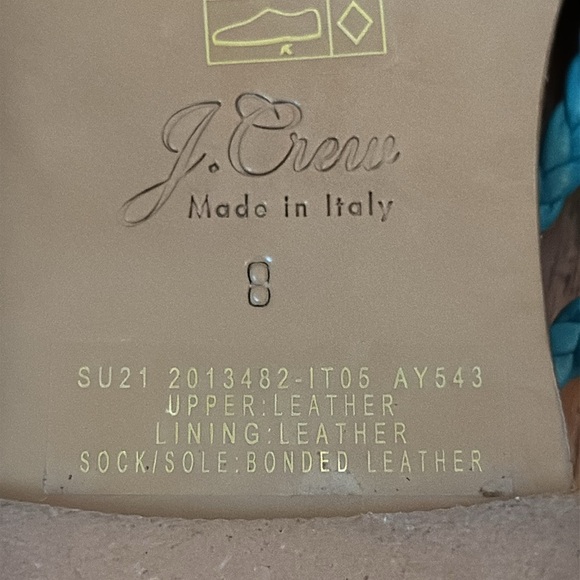 J.Crew
Made in Italy
8
SU21 2013482-IT05 AY543
UPPER:LEATHER
LINING:LEATHER
SOCK/SOLE:BONDED LEATHER